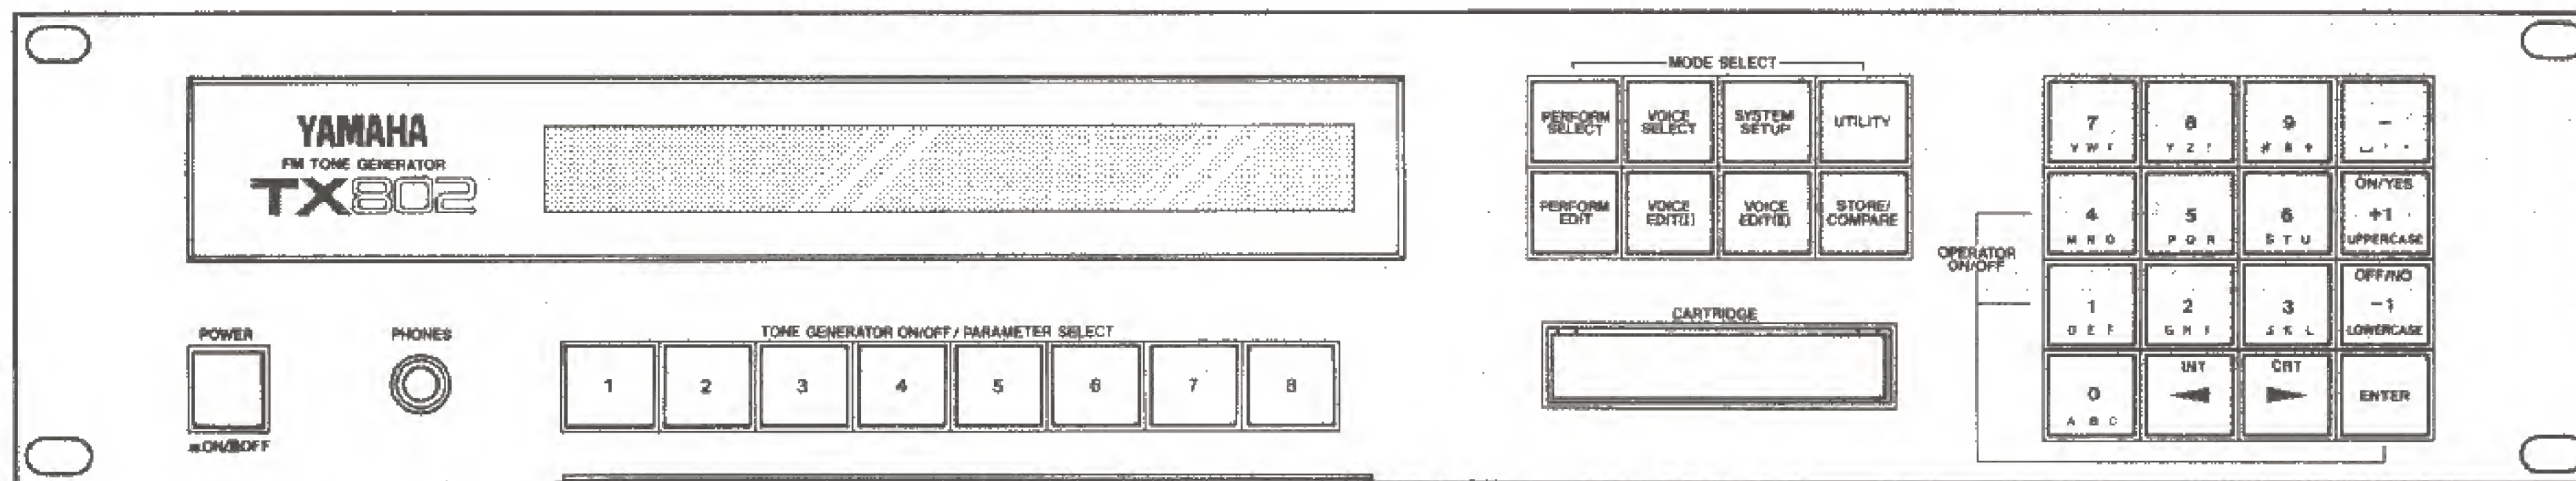 YAMAHA
FM TONE GENERATOR
TX802
POWER
ON/OFF
PHONES
TONE GENERATOR ON/OFF / PARAMETER SELECT
1 2 3 4 5 6 7 8
MODE SELECT
PERFORM SELECT
VOICE SELECT
SYSTEM SETUP
UTILITY
PERFORM EDIT
VOICE EDIT(I)
VOICE EDIT(II)
STORE/COMPARE
CARTRIDGE
OPERATOR
ON/OFF
7
V W X
8
Y Z
9
-
4
M N O
5
P Q R
6
S T U
ON/YES
+1
UPPERCASE
1
D E F
2
G H I
3
J K L
OFF/NO
-1
LOWERCASE
0
A B C
INT
CRT
ENTER